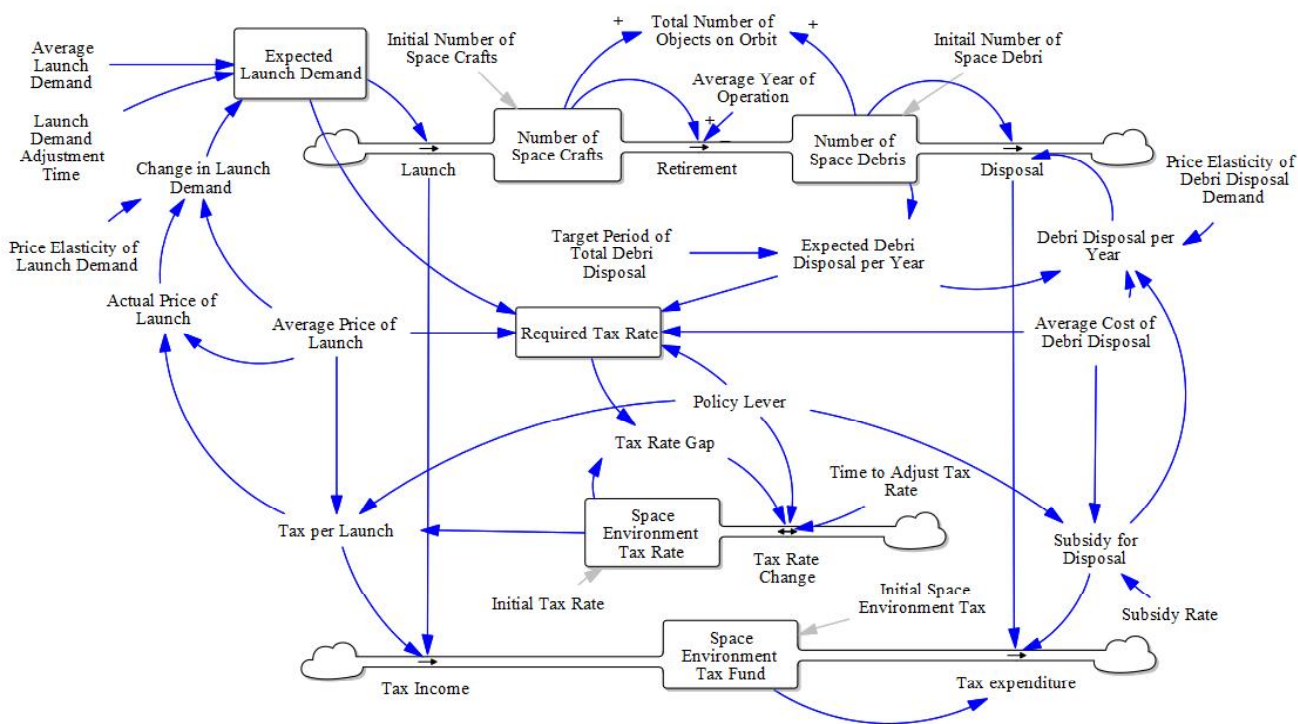 Average
Launch
Demand
Expected
Launch Demand
Initial Number of
Space Crafts
+
Total Number of
Objects on Orbit
+
Initail Number of
Space Debri
Average Year of
Operation
Launch
Demand
Adjustment
Time
Number of
Space Crafts
+
−
Number of
Space Debris
Launch
Retirement
Disposal
Change in Launch
Demand
Price Elasticity of
Debri Disposal
Demand
Price Elasticity of
Launch Demand
Target Period of
Total Debri
Disposal
Expected Debri
Disposal per Year
Debri Disposal per
Year
Actual Price of
Launch
Average Price of
Launch
Required Tax Rate
Average Cost of
Debri Disposal
Policy Lever
Tax Rate Gap
Time to Adjust Tax
Rate
Tax per Launch
Space
Environment
Tax Rate
Tax Rate
Change
Subsidy for
Disposal
Initial Tax Rate
Initial Space
Environment Tax
Subsidy Rate
Space
Environment
Tax Fund
Tax Income
Tax expenditure